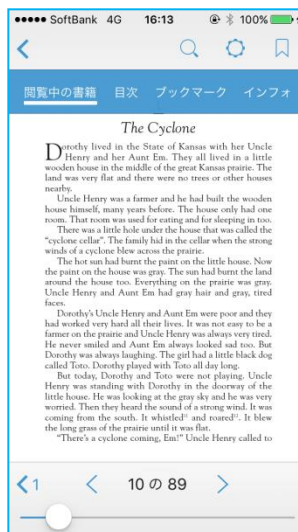 SoftBank 4G 16:13 100%
閲覧中の書籍 目次 ブックマーク インフォ
The Cyclone
Dorothy lived in the State of Kansas with her Uncle
Henry and her Aunt Em. They all lived in a little
wooden house in the middle of the great Kansas prairie. The
land was very flat and there were no trees or other houses
nearby.
Uncle Henry was a farmer and he had built the wooden
house himself, many years before. The house only had one
room. That room was used for eating and for sleeping in too.
There was a little hole under the house that was called the
"cyclone cellar". The family hid in the cellar when the strong
winds of a cyclone blew across the prairie.
The hot sun had burnt the paint on the little house. Now
the paint on the house was gray. The sun had burnt the land
around the house too. Everything on the prairie was gray.
Uncle Henry and Aunt Em had gray hair and gray, tired
faces.
Dorothy's Uncle Henry and Aunt Em were poor and they
had worked very hard all their lives. It was not easy to be a
farmer on the prairie and Uncle Henry was always very tired.
He never smiled and Aunt Em always looked sad too. But
Dorothy was always laughing. The girl had a little black dog
called Toto. Dorothy played with Toto all day long.
But today, Dorothy and Toto were not playing. Uncle
Henry was standing with Dorothy in the doorway of the
little house. He was looking at the gray sky and he was very
worried. Then they heard the sound of a strong wind. It was
coming from the south. It whistled and roared. It blew
the long grass of the prairie until it was flat.
"There's a cyclone coming, Em!" Uncle Henry called to
1 10 の 89